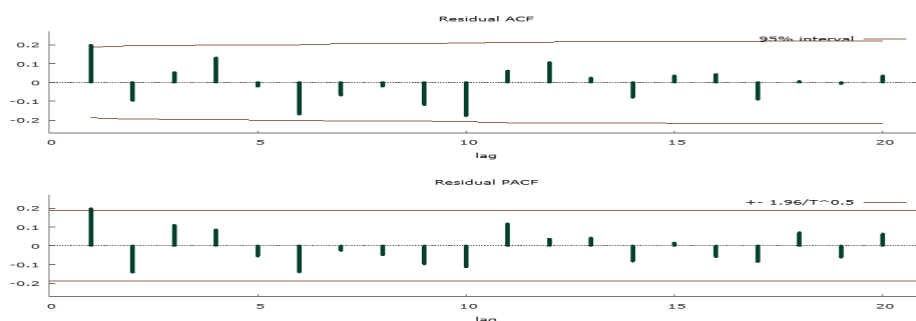 Residual ACF
95% interval
0.2
0.1
0
-0.1
-0.2
0 5 10 15 20
lag
Residual PACF
+- 1.96/T^0.5
0.2
0.1
0
-0.1
-0.2
0 5 10 15 20
lag